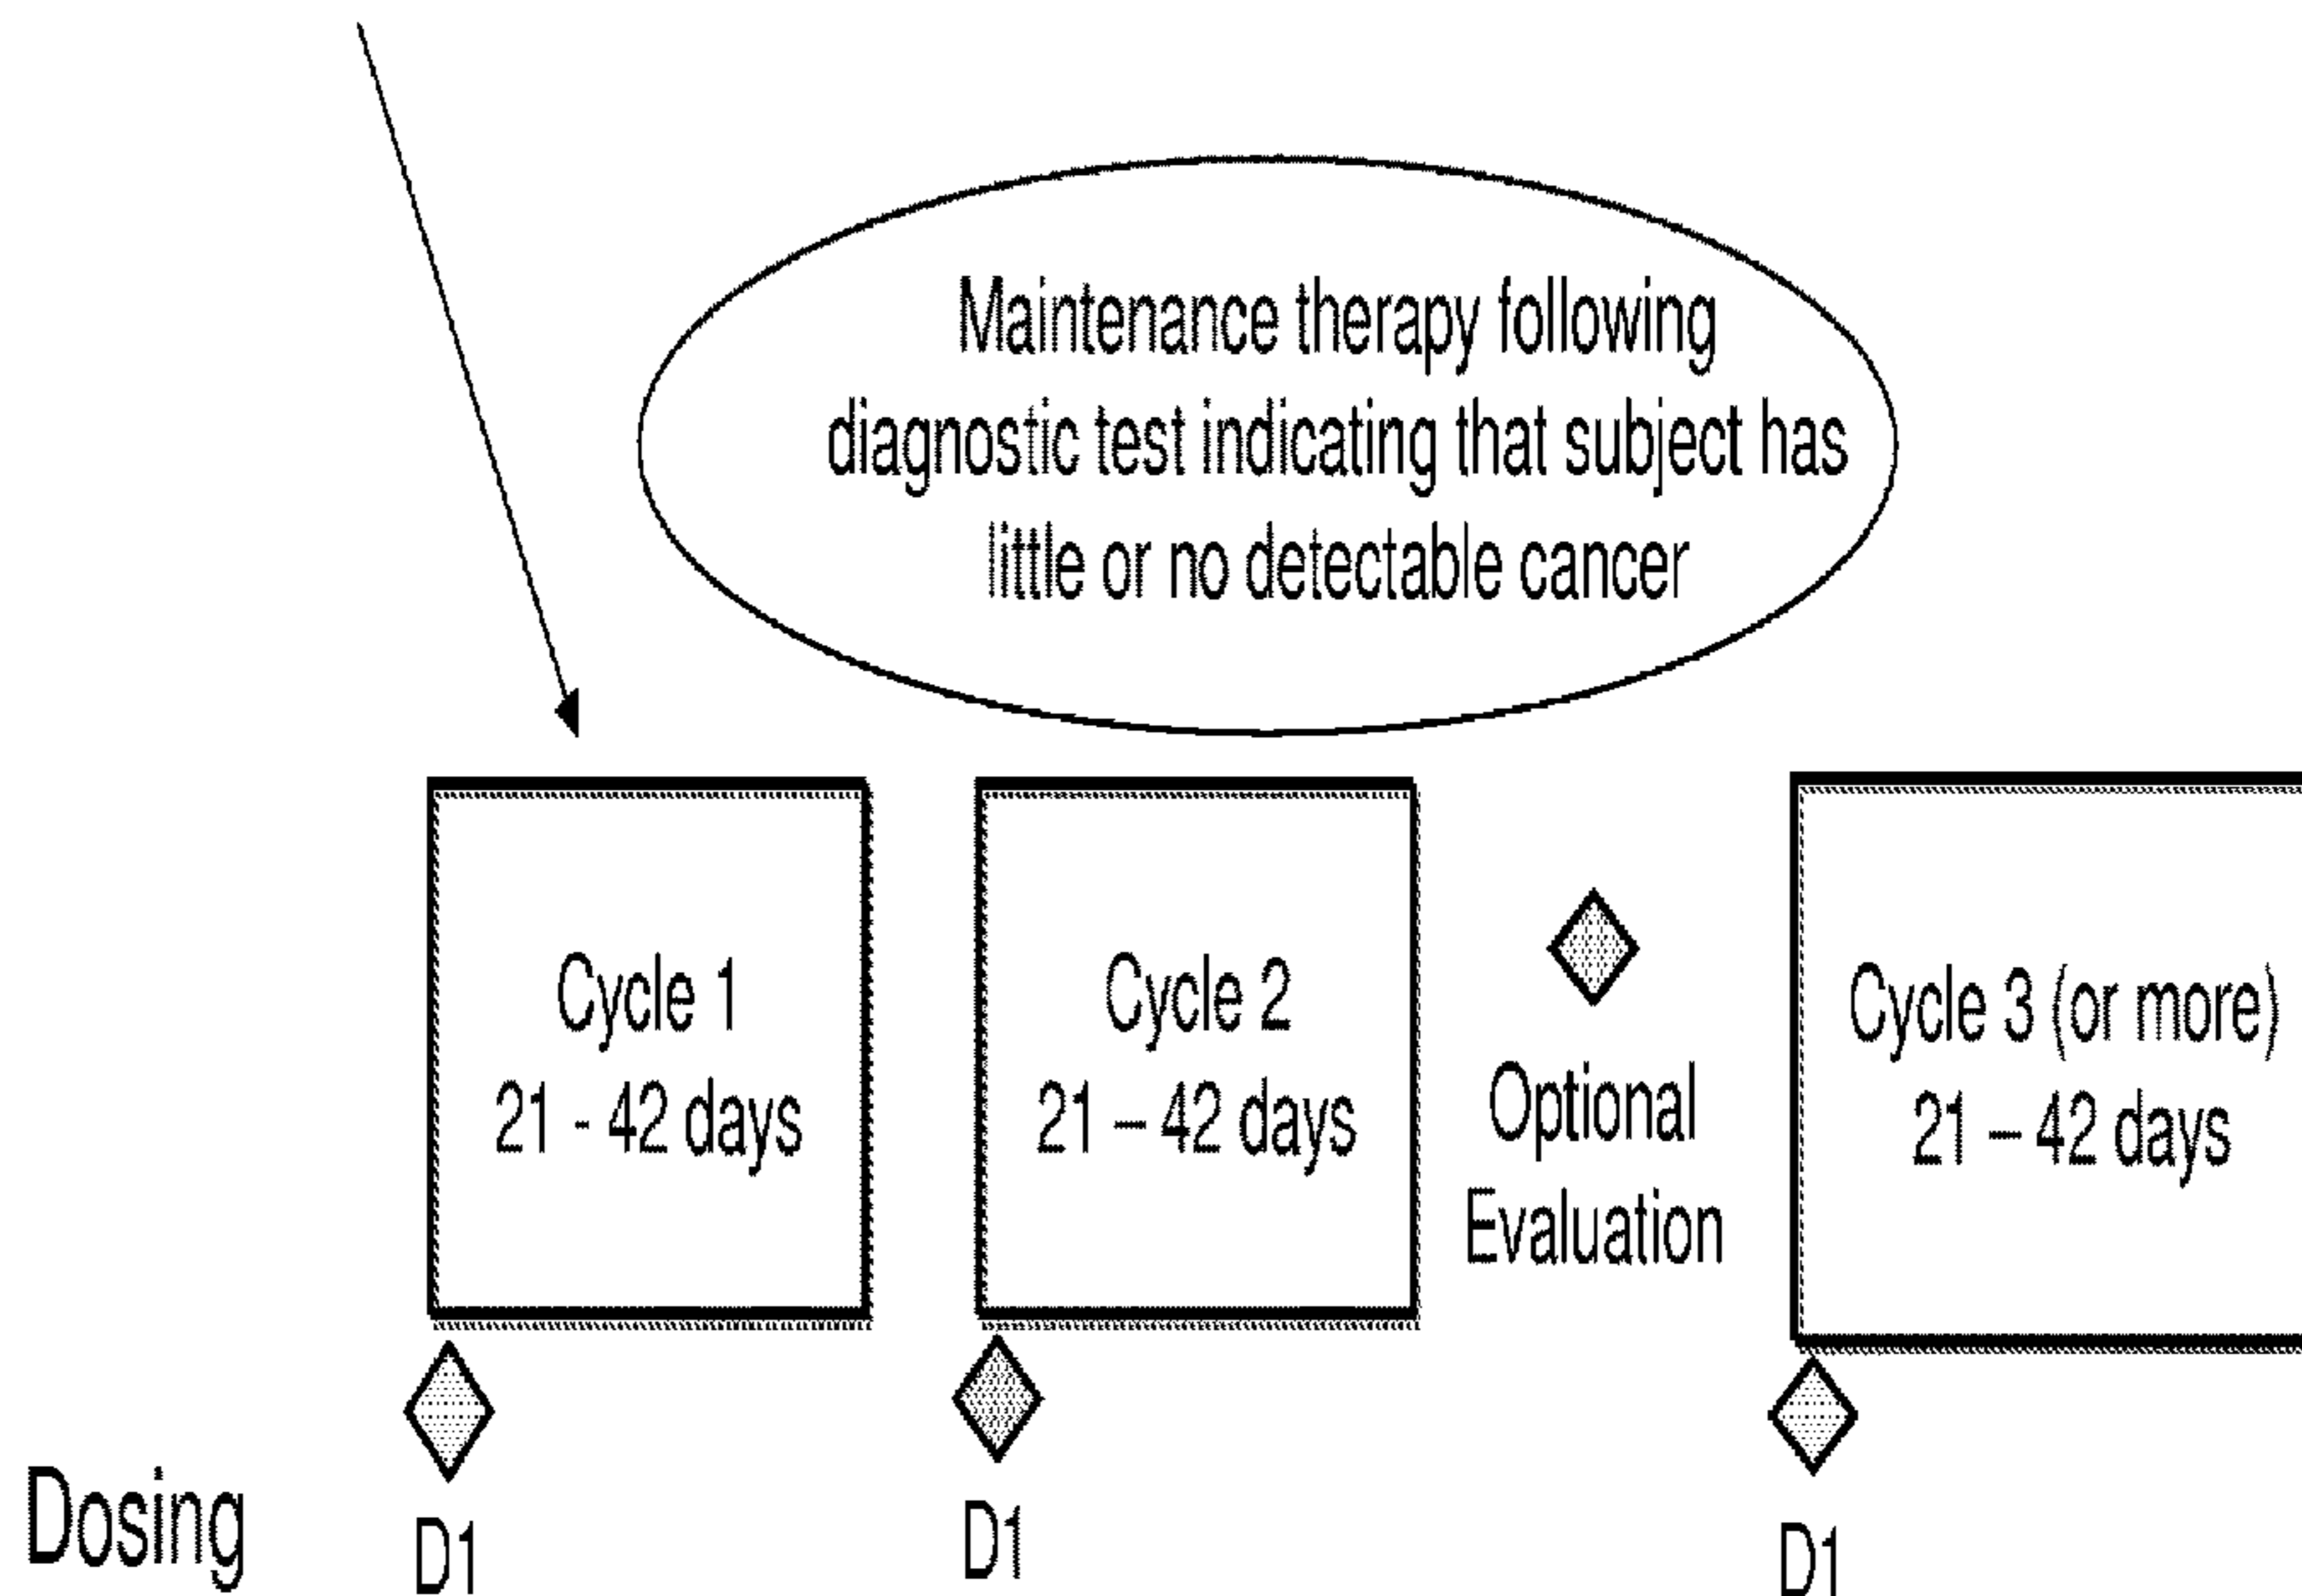 Maintenance therapy following
diagnostic test indicating that subject has
little or no detectable cancer
Cycle 1
21 - 42 days
Cycle 2
21 – 42 days
Optional
Evaluation
Cycle 3 (or more)
21 – 42 days
Dosing
D1
D1
D1